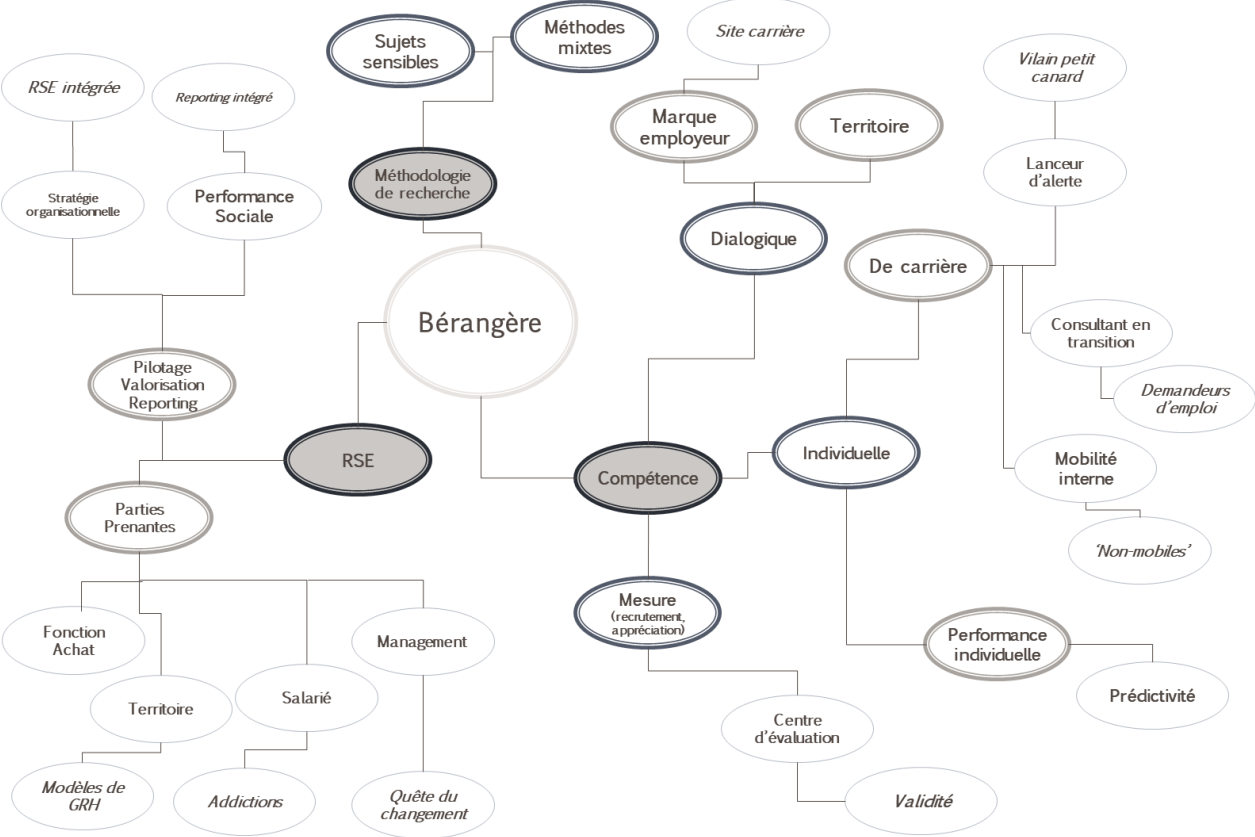 Sujets
sensibles
Méthodes
mixtes
Site carrière
Vilain petit
canard
RSE intégrée
Reporting intégré
Marque
employeur
Territoire
Méthodologie
de recherche
Lanceur
d'alerte
Stratégie
organisationnelle
Performance
Sociale
Dialogique
De carrière
Bérangère
Consultant en
transition
Pilotage
Valorisation
Reporting
Demandeurs
d'emploi
RSE
Compétence
Individuelle
Mobilité
interne
Parties
Prenantes
'Non-mobiles'
Mesure
(recrutement,
appréciation)
Fonction
Achat
Management
Performance
individuelle
Territoire
Salarié
Prédictivité
Centre
d'évaluation
Modèles de
GRH
Addictions
Quête du
changement
Validité